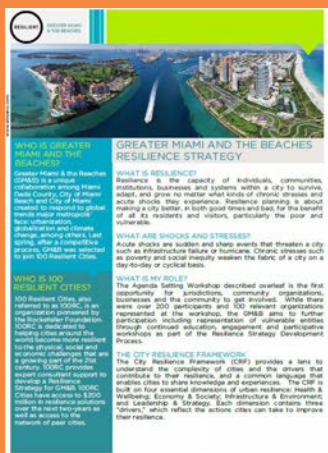 RESILIENT
GREATER MIAMI
& THE BEACHES
WHO IS GREATER
MIAMI AND THE
BEACHES?
Greater Miami & the Beaches
(GM&B) is a unique
collaboration among Miami
Dade County, City of Miami
Beach and City of Miami
created to respond to global
trends major metropolis'
face: urbanization,
globalization and climate
change, among others. Last
spring, after a competitive
process, GM&B was selected
to join 100 Resilient Cities.
WHO IS 100
RESILIENT CITIES?
100 Resilient Cities, also
referred to as 100RC, is an
organization pioneered by
the Rockefeller Foundation.
100RC is dedicated to
helping cities around the
world become more resilient
to the physical, social and
economic challenges that are
a growing part of the 21st
century. 100RC provides
expert consultant support to
develop a Resilience
Strategy for GM&B. 100RC
Cities have access to $200
million in resilience solutions
over the next two-years as
well as access to the
network of peer cities.
GREATER MIAMI AND THE BEACHES
RESILIENCE STRATEGY
WHAT IS RESILIENCE?
Resilience is the capacity of individuals, communities,
institutions, businesses and systems within a city to survive,
adapt, and grow no matter what kinds of chronic stresses and
acute shocks they experience. Resilience planning is about
making a city better, in both good times and bad, for the benefit
of all its residents and visitors, particularly the poor and
vulnerable.
WHAT ARE SHOCKS AND STRESSES?
Acute shocks are sudden and sharp events that threaten a city
such as infrastructure failure or hurricane. Chronic stresses such
as poverty and social inequity weaken the fabric of a city on a
day-to-day or cyclical basis.
WHAT IS MY ROLE?
The Agenda Setting Workshop described overleaf is the first
opportunity for jurisdictions, community organizations,
businesses and the community to get involved. While there
were over 200 participants and 100 relevant organizations
represented at the workshop, the GM&B aims to further
participation including representation of vulnerable entities
through continued education, engagement and participative
workshops as part of the Resilience Strategy Development
Process.
THE CITY RESILIENCE FRAMEWORK
The City Resilience Framework (CRF) provides a lens to
understand the complexity of cities and the drivers that
contribute to their resilience, and a common language that
enables cities to share knowledge and experiences. The CRF is
built on four essential dimensions of urban resilience: Health &
Wellbeing; Economy & Society; Infrastructure & Environment;
and Leadership & Strategy. Each dimension contains three
"drivers," which reflect the actions cities can take to improve
their resilience.